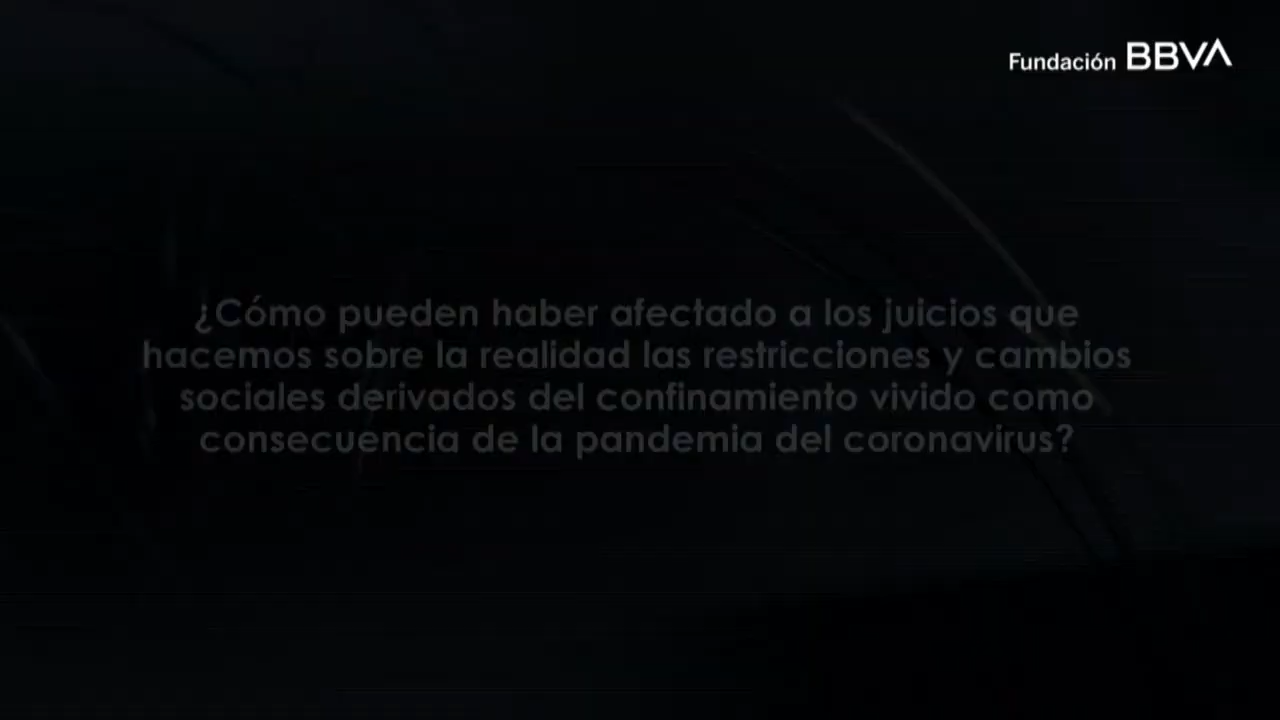 Fundación BBVA
¿Cómo pueden haber afectado a los juicios que
hacemos sobre la realidad las restricciones y cambios
sociales derivados del confinamiento vivido como
consecuencia de la pandemia del coronavirus?